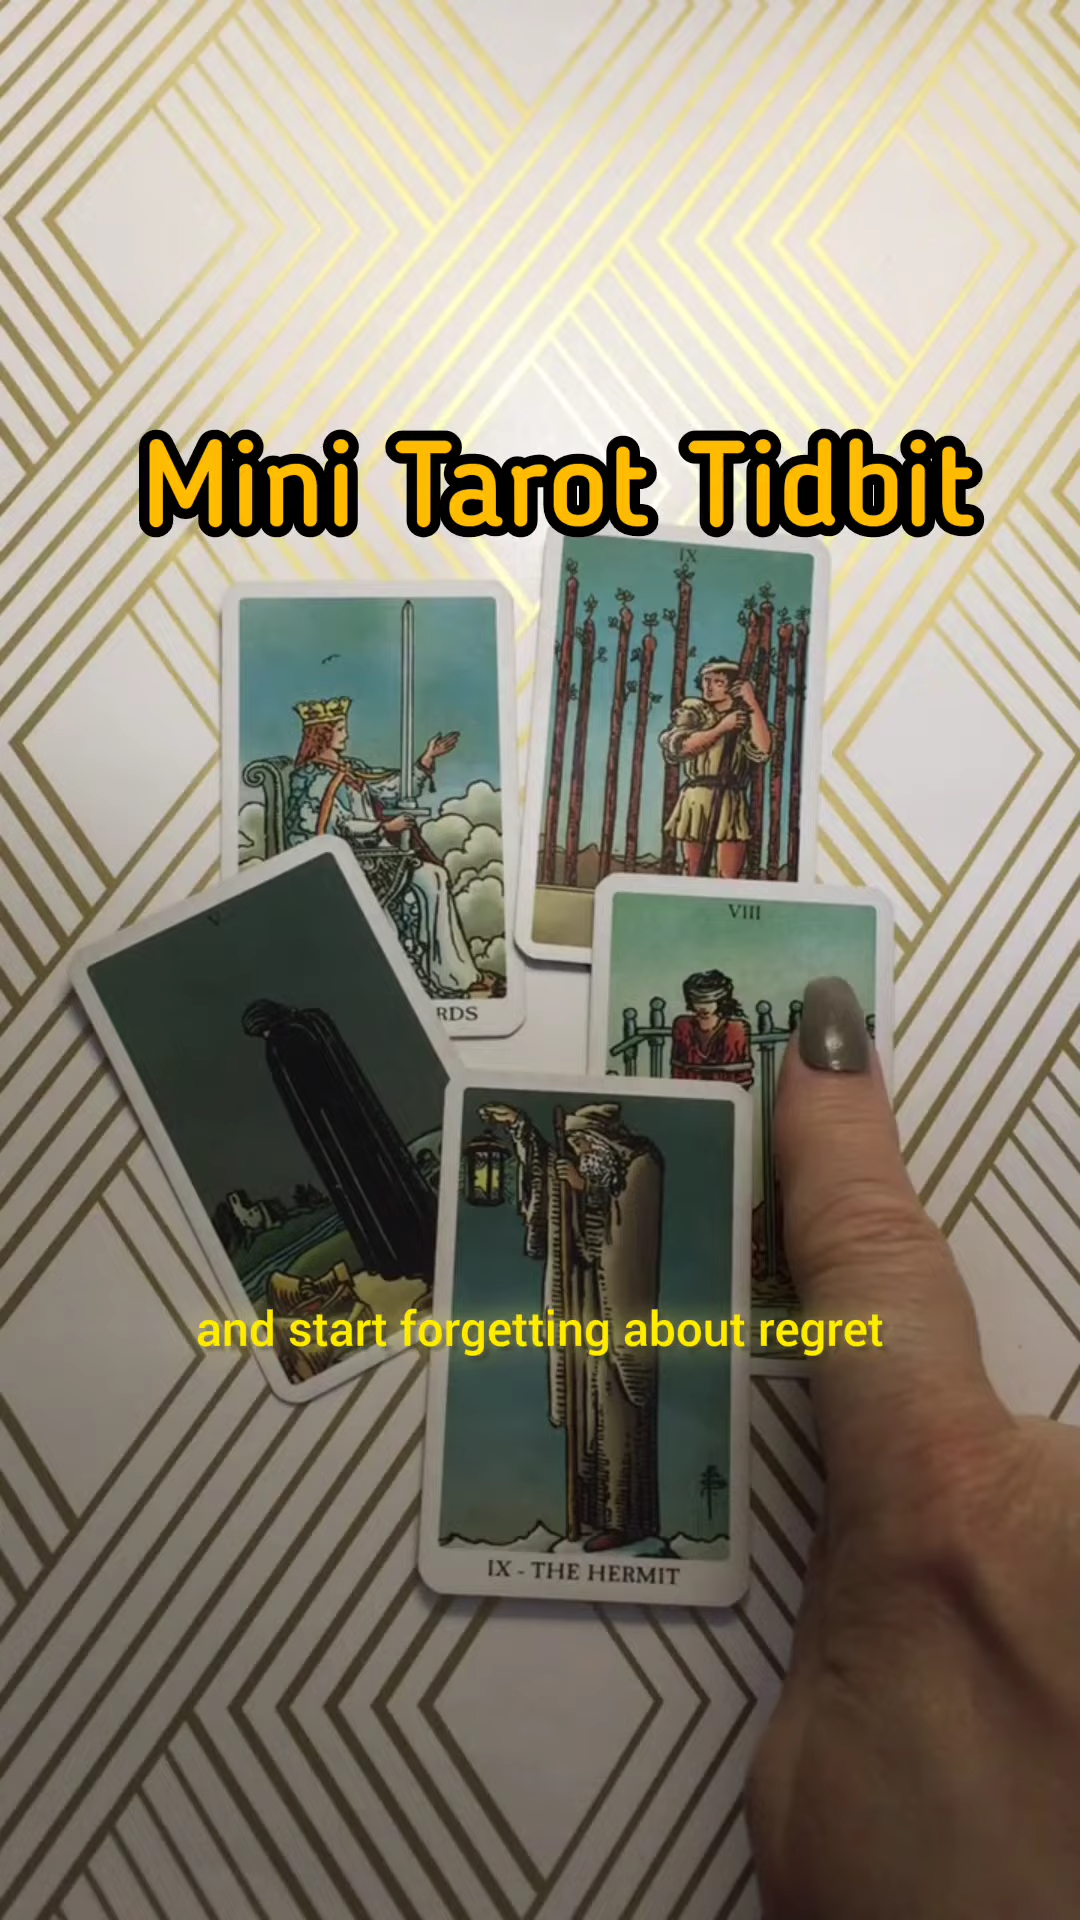 Mini Tarot Tidbit
IX
RDS
V
VIII
and start forgetting about regret
IX - THE HERMIT